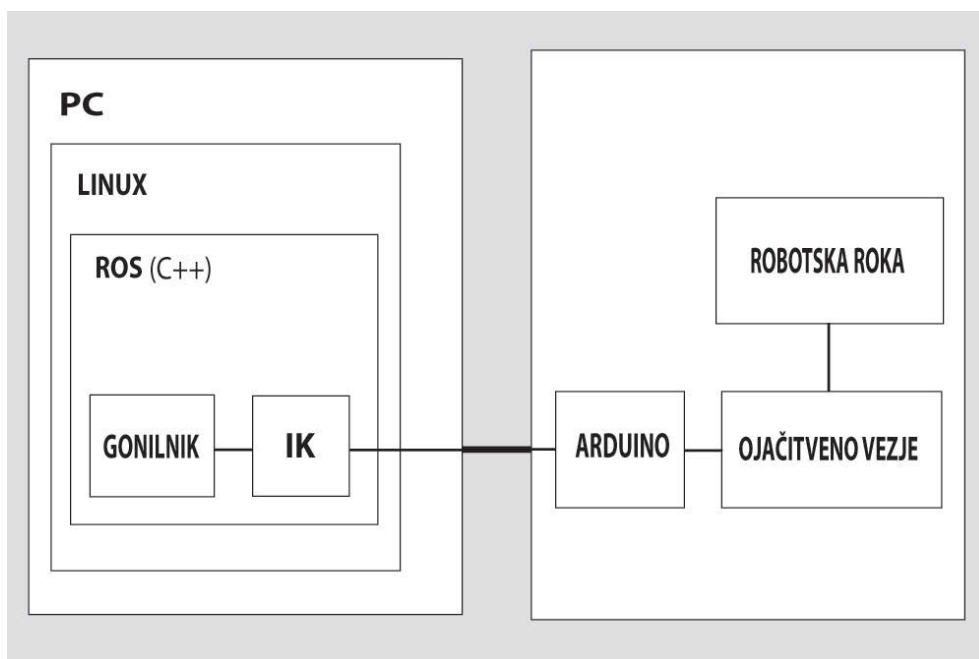 PC
LINUX
ROS (C++)
GONILNIK
IK
ROBOTSKA ROKA
ARDUINO
OJAČITVENO VEZJE